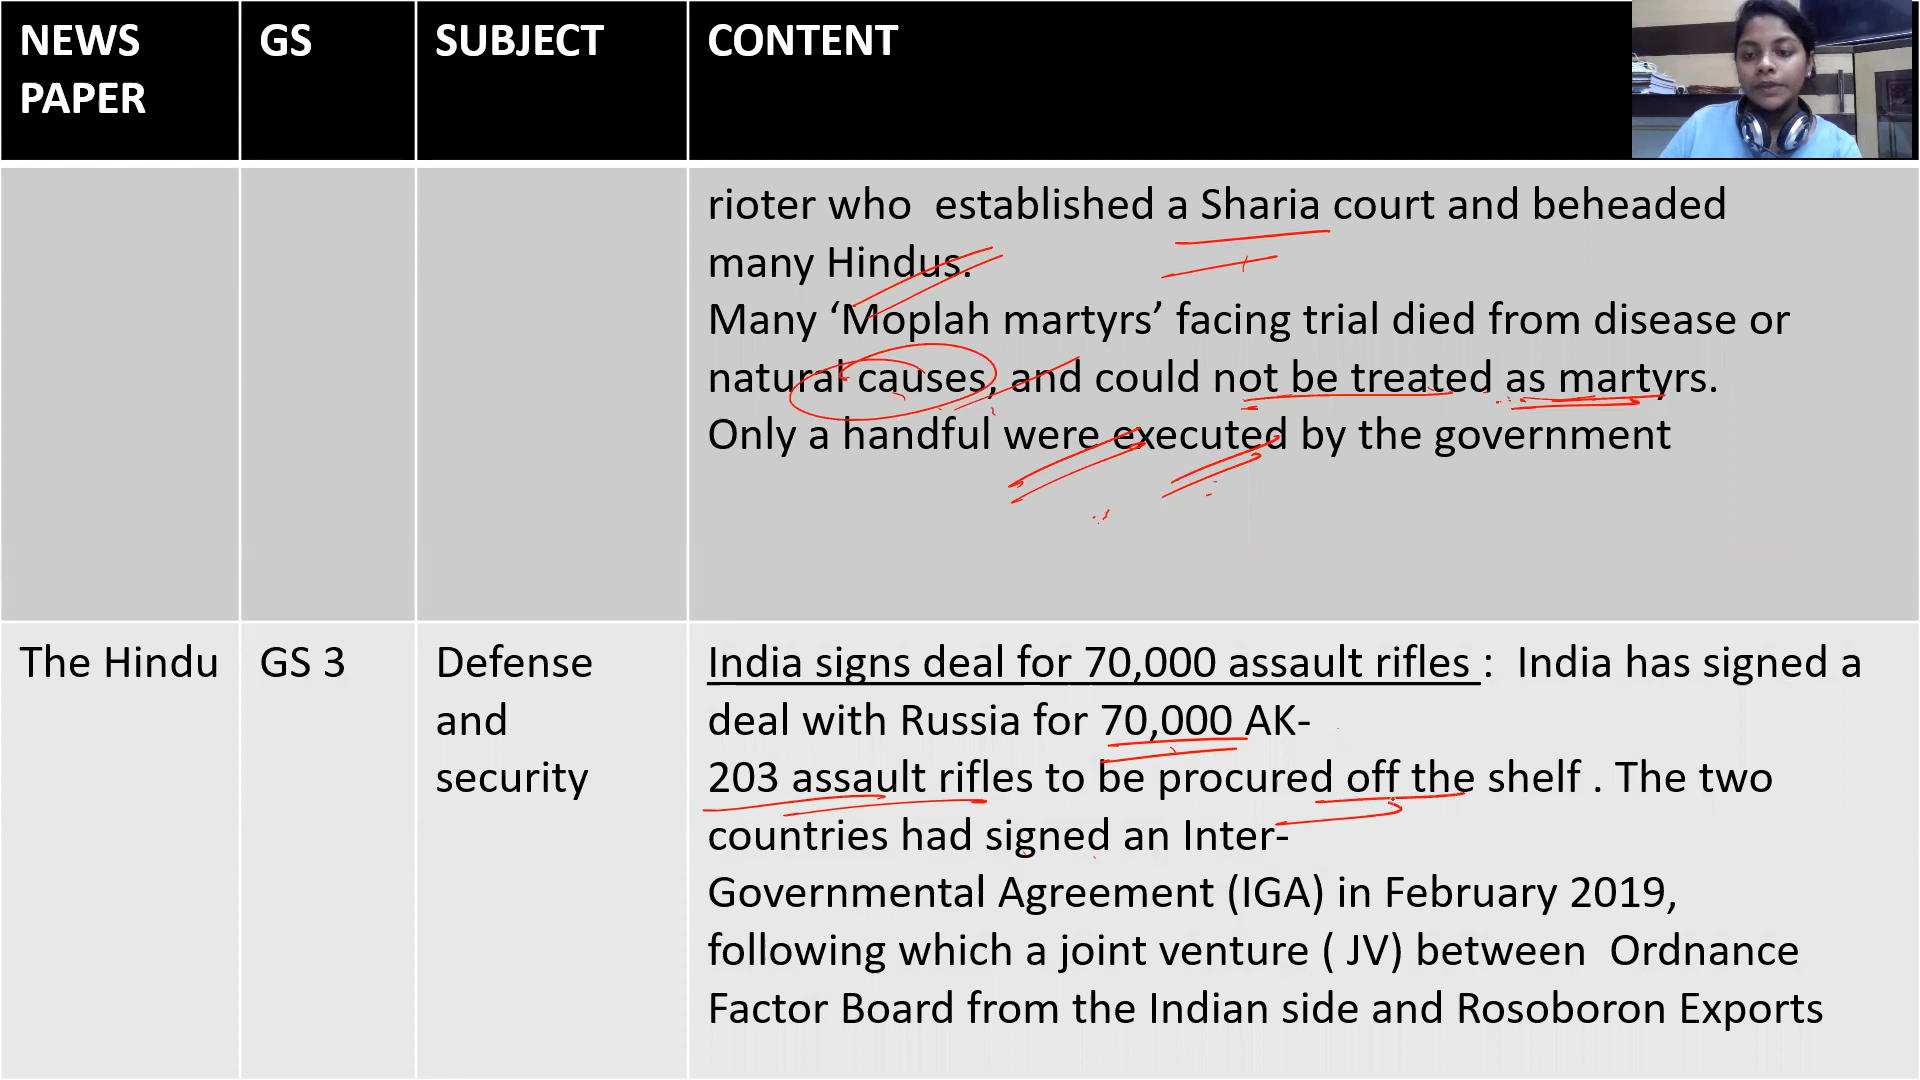 NEWS PAPER GS SUBJECT CONTENT
rioter who established a Sharia court and beheaded
many Hindus.
Many ‘Moplah martyrs’ facing trial died from disease or
natural causes, and could not be treated as martyrs.
Only a handful were executed by the government
The Hindu
GS 3
Defense
and
security
India signs deal for 70,000 assault rifles : India has signed a
deal with Russia for 70,000 AK-
203 assault rifles to be procured off the shelf . The two
countries had signed an Inter-
Governmental Agreement (IGA) in February 2019,
following which a joint venture ( JV) between Ordnance
Factor Board from the Indian side and Rosoboron Exports